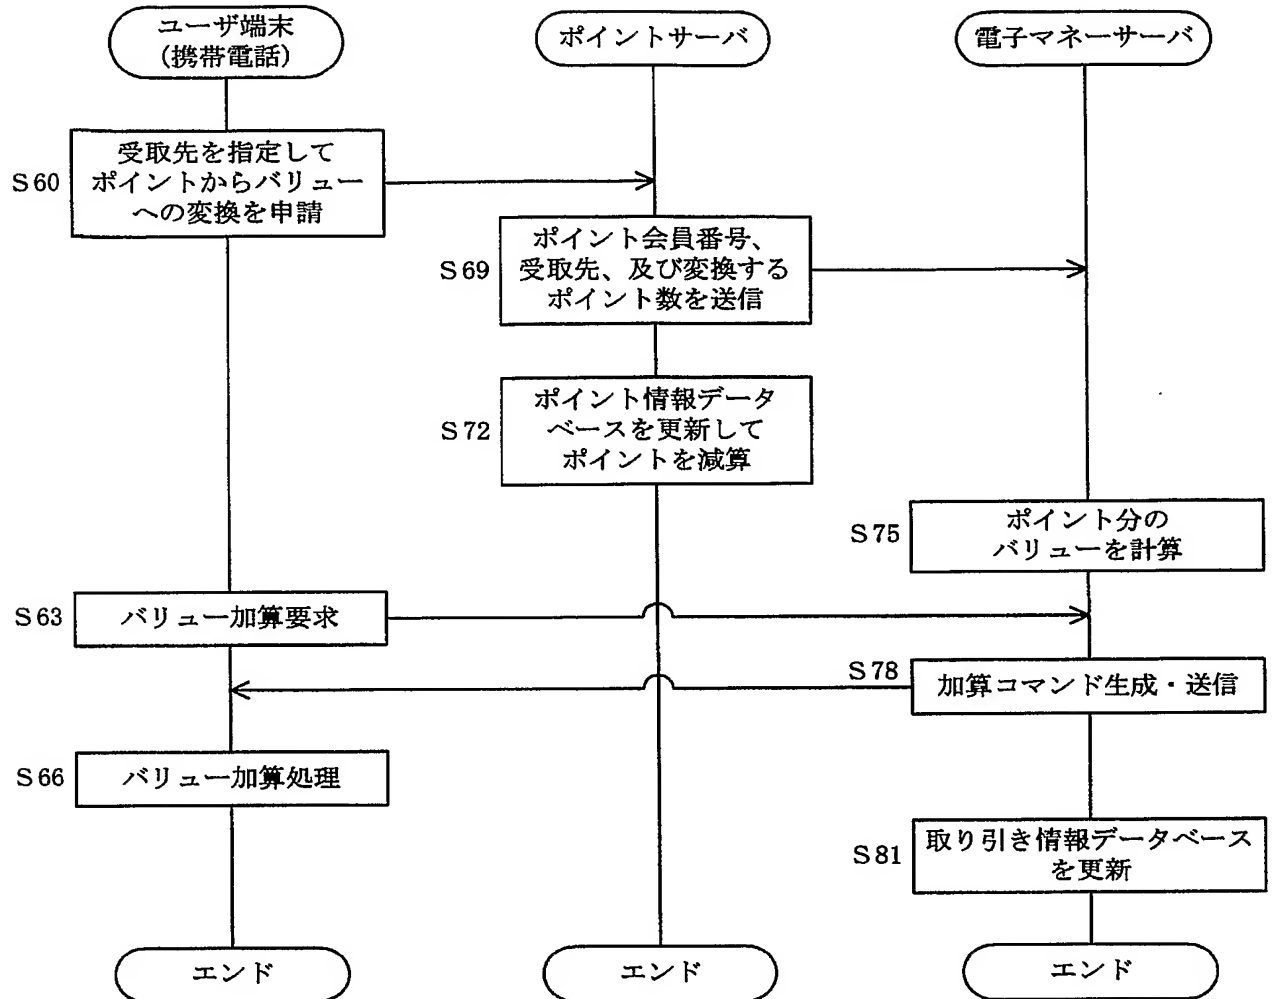 ユーザ端末
(携帯電話)
ポイントサーバ
電子マネーサーバ
S60
受取先を指定して
ポイントからバリュー
への変換を申請
S69
ポイント会員番号、
受取先、及び変換する
ポイント数を送信
S72
ポイント情報データ
ベースを更新して
ポイントを減算
S75
ポイント分の
バリューを計算
S63
バリュー加算要求
S78
加算コマンド生成・送信
S66
バリュー加算処理
S81
取り引き情報データベース
を更新
エンド
エンド
エンド